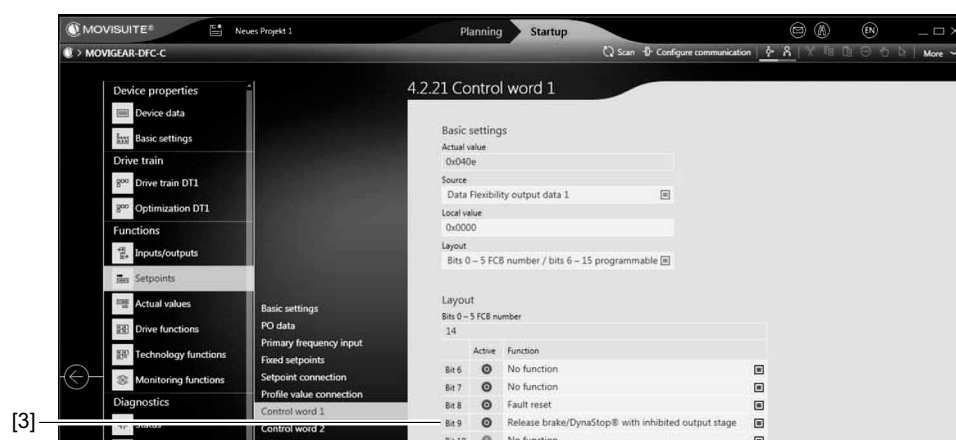 MOVISUITE®
Neues Projekt 1
Planning
Startup
EN
> MOVIGEAR-DFC-C
Scan
Configure communication
More
Device properties
Device data
Basic settings
Drive train
Drive train DT1
Optimization DT1
Functions
Inputs/outputs
Setpoints
Actual values
Drive functions
Technology functions
Monitoring functions
Diagnostics
Status
Basic settings
PO data
Primary frequency input
Fixed setpoints
Setpoint connection
Profile value connection
Control word 1
Control word 2
4.2.21 Control word 1
Basic settings
Actual value
0x040e
Source
Data Flexibility output data 1
Local value
0x0000
Layout
Bits 0 – 5 FCB number / bits 6 – 15 programmable
Layout
Bits 0 – 5 FCB number
14
Active Function
Bit 6 No function
Bit 7 No function
Bit 8 Fault reset
[3] Bit 9 Release brake/DynaStop® with inhibited output stage
Bit 10 No function